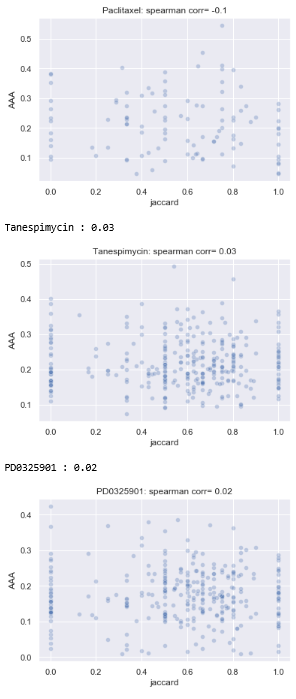 Paclitaxel: spearman corr= -0.1
AAA
0.5
0.4
0.3
0.2
0.1
0.0 0.2 0.4 0.6 0.8 1.0
jaccard
Tanespimycin : 0.03
Tanespimycin: spearman corr= 0.03
AAA
0.5
0.4
0.3
0.2
0.1
0.0 0.2 0.4 0.6 0.8 1.0
jaccard
PD0325901 : 0.02
PD0325901: spearman corr= 0.02
AAA
0.4
0.3
0.2
0.1
0.0
0.0 0.2 0.4 0.6 0.8 1.0
jaccard